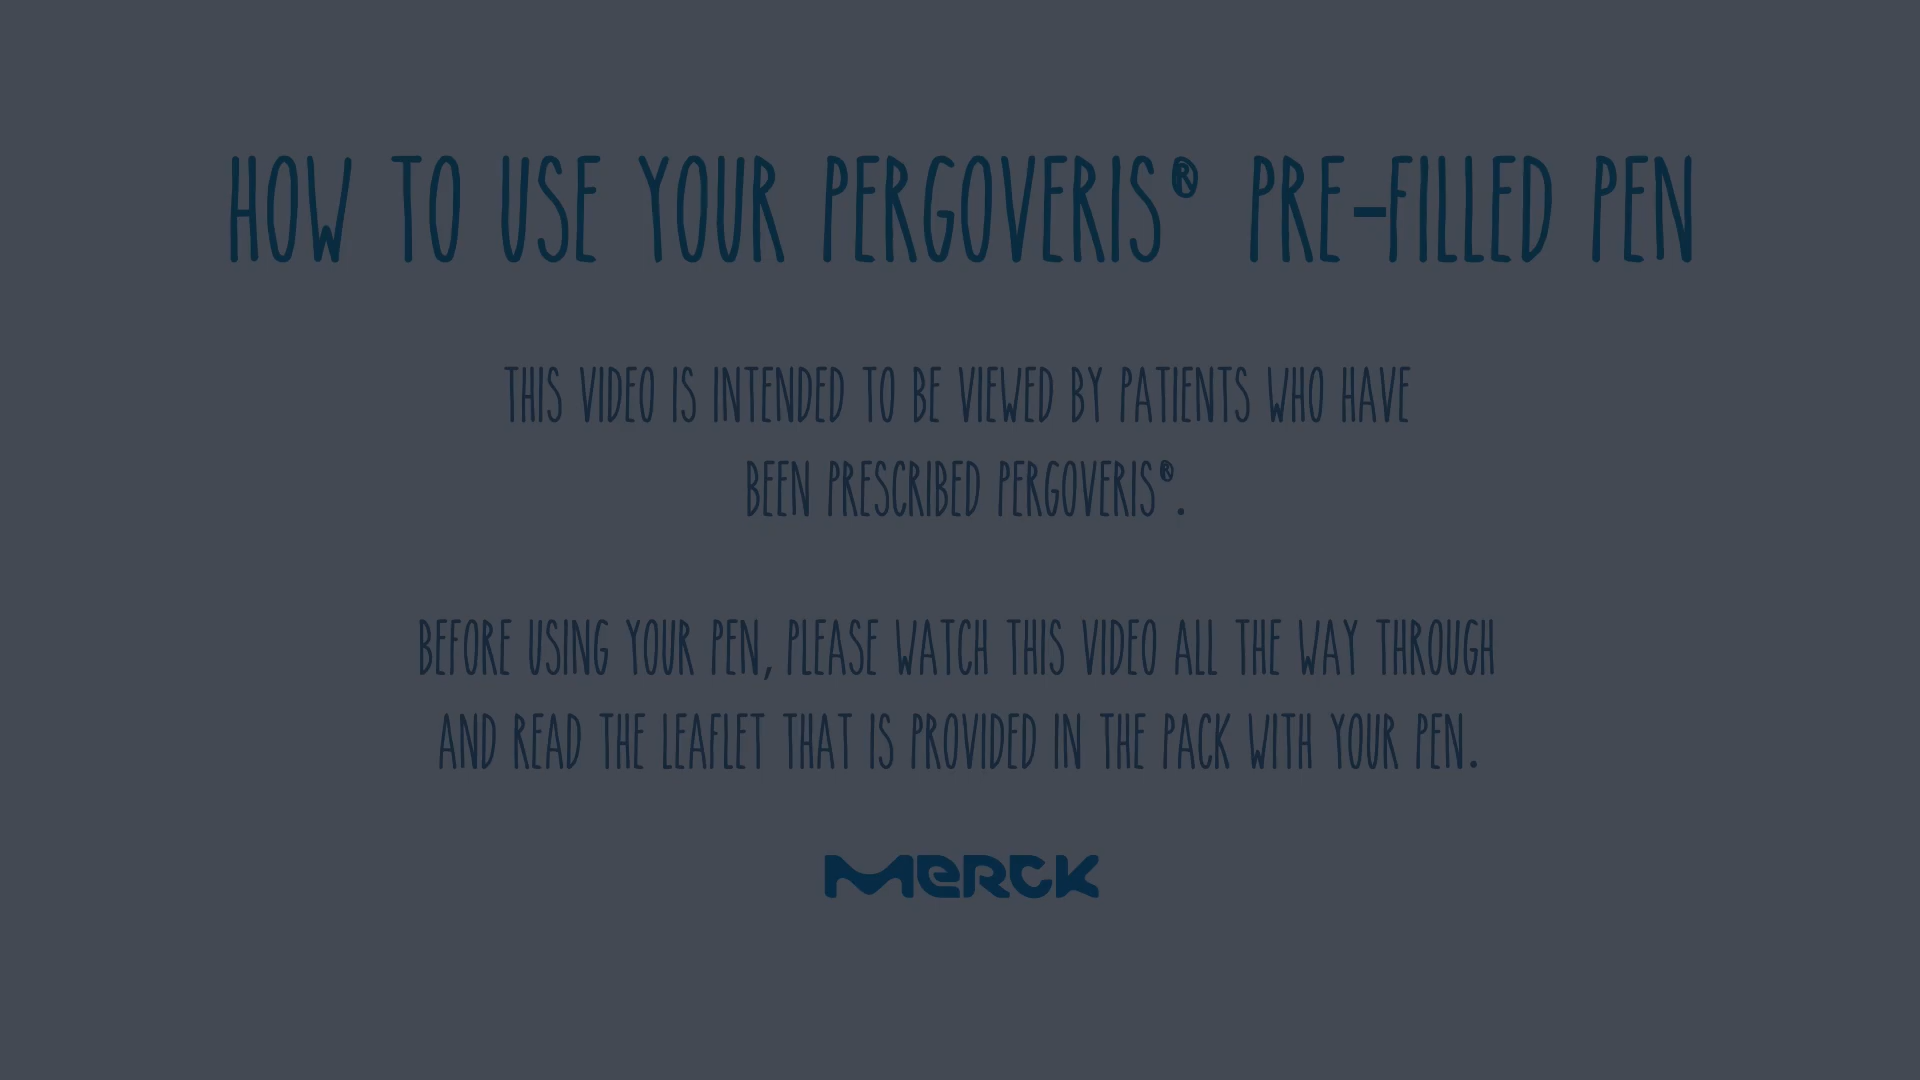 HOW TO USE YOUR PERGOVERIS® PRE-FILLED PEN
THIS VIDEO IS INTENDED TO BE VIEWED BY PATIENTS WHO HAVE
BEEN PRESCRIBED PERGOVERIS®.
BEFORE USING YOUR PEN, PLEASE WATCH THIS VIDEO ALL THE WAY THROUGH
AND READ THE LEAFLET THAT IS PROVIDED IN THE PACK WITH YOUR PEN.
MERCK